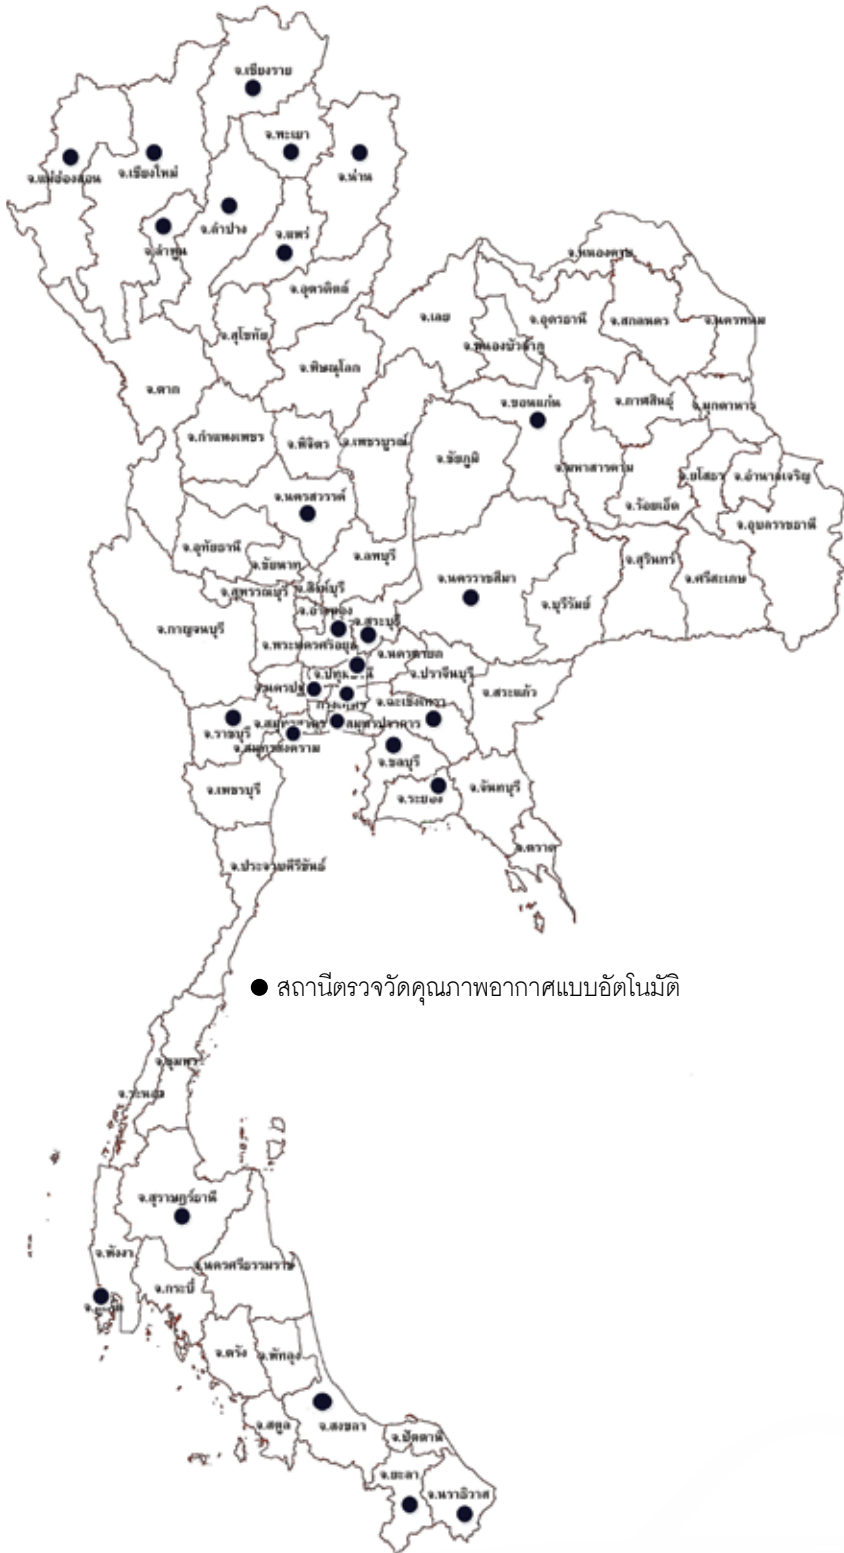 จ.เชียงราย
จ.พะเยา
จ.แม่ฮ่องสอน
จ.เชียงใหม่
จ.น่าน
จ.ลำปาง
จ.แพร่
จ.ลำพูน
จ.หนองคาย
จ.อุตรดิตถ์
จ.เลย
จ.อุดรธานี
จ.สกลนคร
จ.นครพนม
จ.สุโขทัย
จ.หนองบัวลำภู
จ.พิษณุโลก
จ.ตาก
จ.ขอนแก่น
จ.กาฬสินธุ์
จ.มุกดาหาร
จ.กำแพงเพชร
จ.พิจิตร
จ.เพชรบูรณ์
จ.ชัยภูมิ
จ.มหาสารคาม
จ.ยโสธร
จ.อำนาจเจริญ
จ.นครสวรรค์
จ.ร้อยเอ็ด
จ.อุบลราชธานี
จ.อุทัยธานี
จ.ลพบุรี
จ.ชัยนาท
จ.สุรินทร์
จ.ศรีสะเกษ
จ.นครราชสีมา
จ.สุพรรณบุรี
จ.สิงห์บุรี
จ.บุรีรัมย์
จ.อ่างทอง
จ.สระบุรี
จ.กาญจนบุรี
จ.พระนครศรีอยุธ
จ.นครนายก
จ.ปราจีนบุรี
จ.นครปฐ
จ.สระแก้ว
จ.ฉะเชิงเทรา
จ.ราชบุรี
จ.สมุทรสาคร
จ.สมุทรปราการ
จ.สมุทรสงคราม
จ.ชลบุรี
จ.เพชรบุรี
จ.ระยอง
จ.จันทบุรี
จ.ตราด
จ.ประจวบคีรีขันธ์
● สถานีตรวจวัดคุณภาพอากาศแบบอัตโนมัติ
จ.ชุมพร
จ.ระนอง
จ.สุราษฎร์ธานี
จ.พังงา
จ.นครศรีธรรมราช
จ.กระบี่
จ.ตรัง
จ.พัทลุง
จ.สตูล
จ.สงขลา
จ.ปัตตานี
จ.ยะลา
จ.นราธิวาส